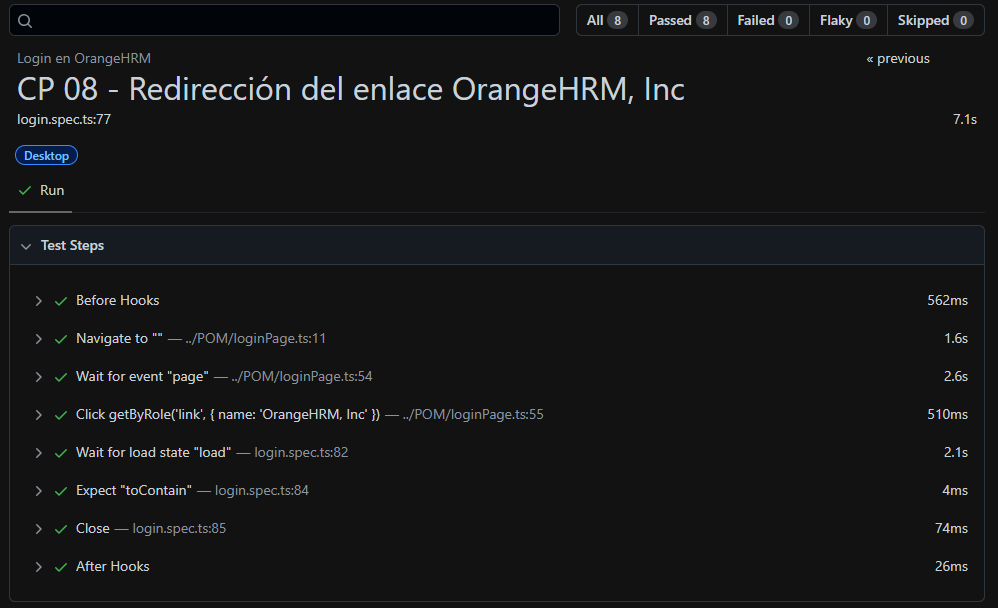 All 8 Passed 8 Failed 0 Flaky 0 Skipped 0
Login en OrangeHRM « previous
CP 08 - Redirección del enlace OrangeHRM, Inc
login.spec.ts:77 7.1s
Desktop
Run
Test Steps
Before Hooks 562ms
Navigate to "" — ../POM/loginPage.ts:11 1.6s
Wait for event "page" — ../POM/loginPage.ts:54 2.6s
Click getByRole('link', { name: 'OrangeHRM, Inc' }) — ../POM/loginPage.ts:55 510ms
Wait for load state "load" — login.spec.ts:82 2.1s
Expect "toContain" — login.spec.ts:84 4ms
Close — login.spec.ts:85 74ms
After Hooks 26ms